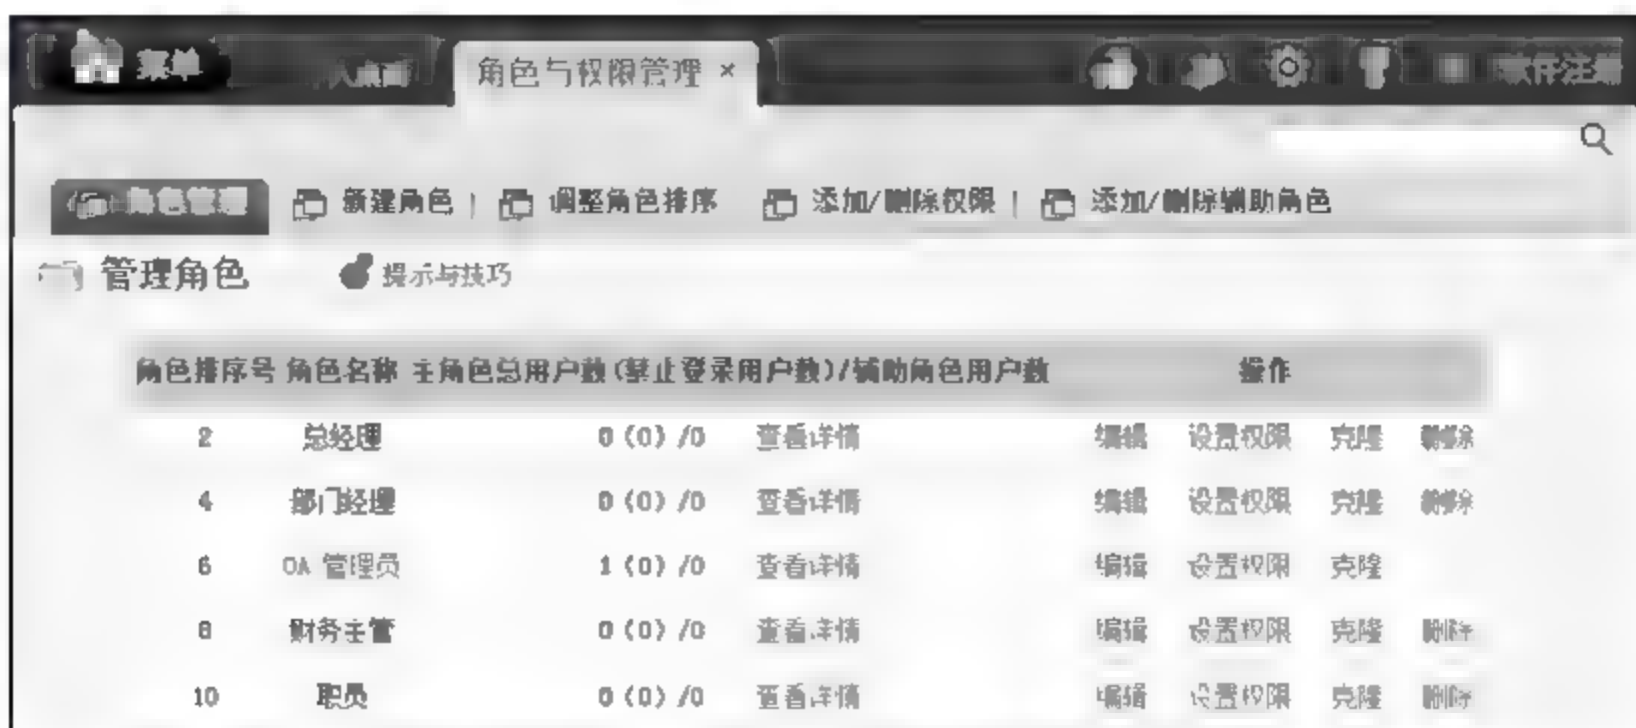 菜单 人桌面 角色与权限管理 × 软件注册
角色管理 新建角色 | 调整角色排序 添加/删除权限 | 添加/删除辅助角色
管理角色 提示与技巧
角色排序号 角色名称 主角色总用户数(禁止登录用户数)/辅助角色用户数 操作
2 总经理 0 (0) /0 查看详情 编辑 设置权限 克隆 删除
4 部门经理 0 (0) /0 查看详情 编辑 设置权限 克隆 删除
6 OA 管理员 1 (0) /0 查看详情 编辑 设置权限 克隆
8 财务主管 0 (0) /0 查看详情 编辑 设置权限 克隆 删除
10 职员 0 (0) /0 查看详情 编辑 设置权限 克隆 删除